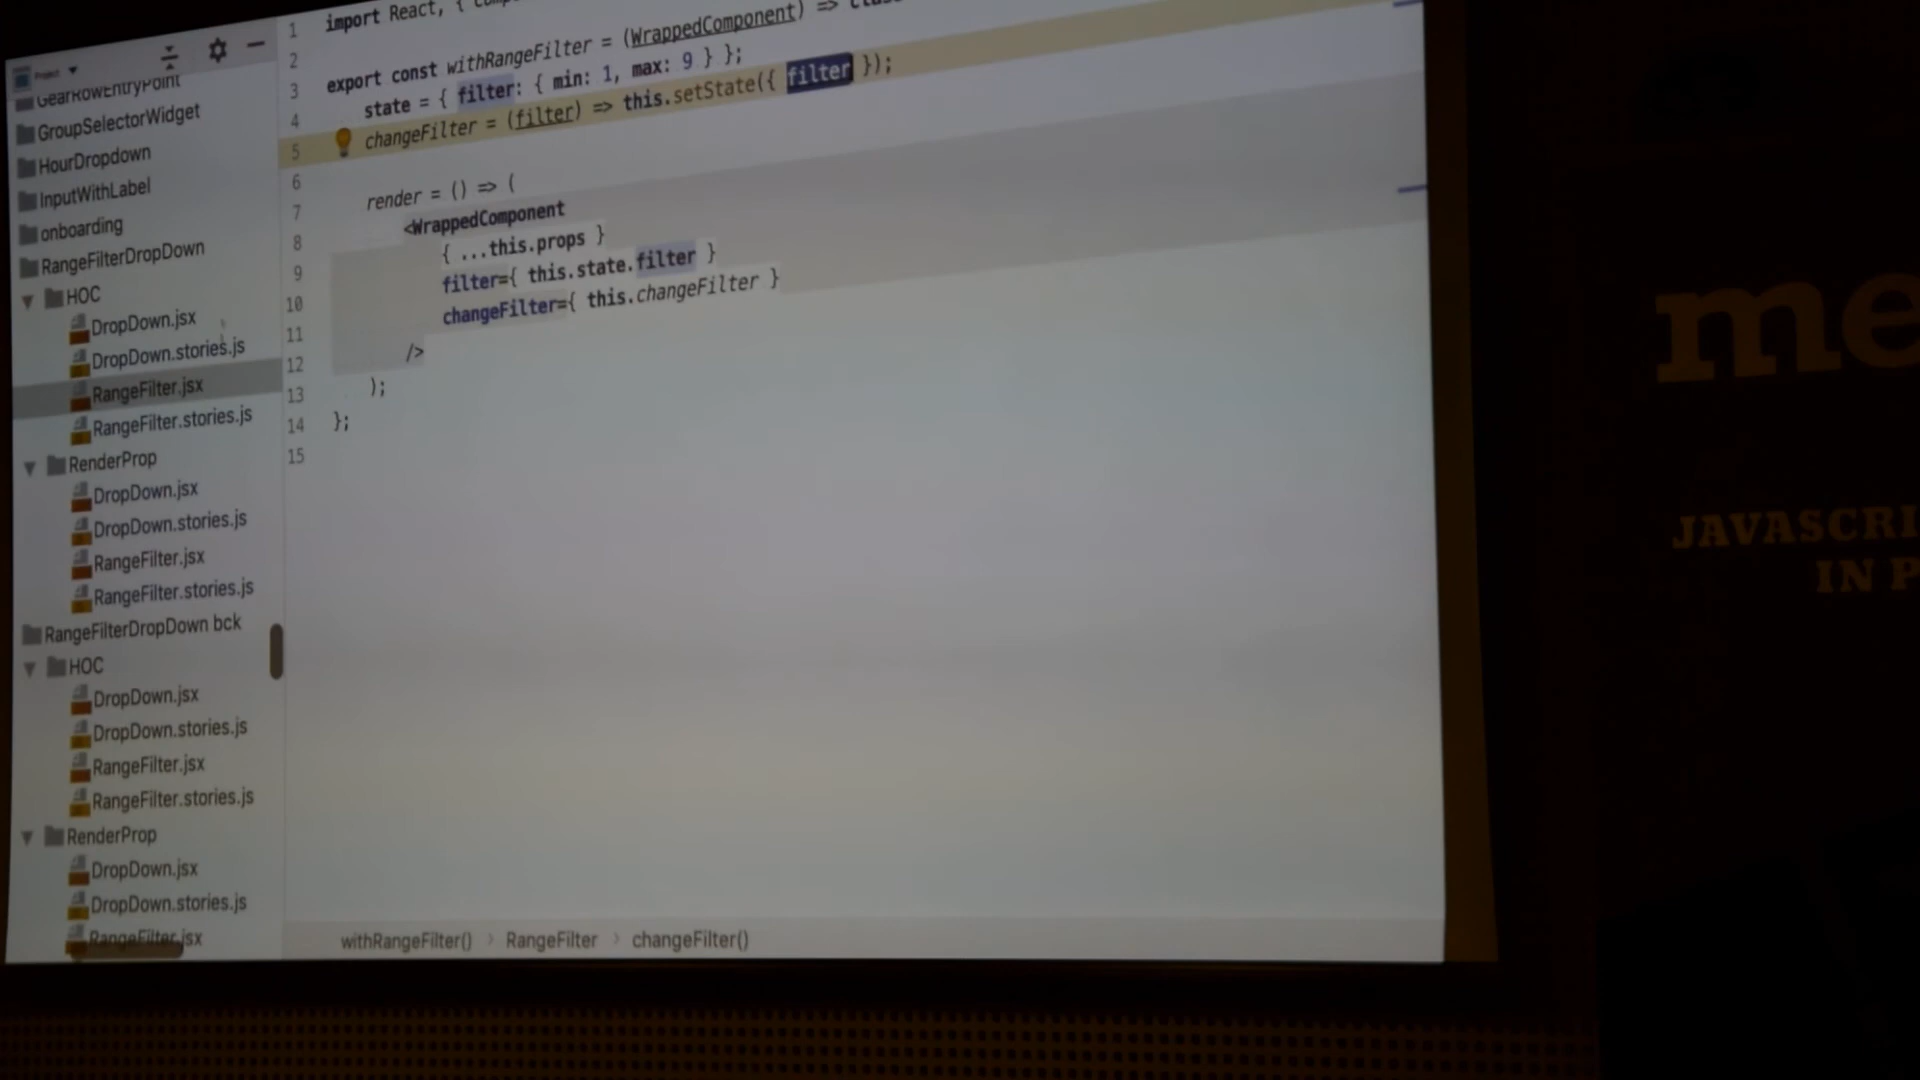 Project
GearRowEntryPoint
GroupSelectorWidget
HourDropdown
InputWithLabel
onboarding
RangeFilterDropDown
HOC
DropDown.jsx
DropDown.stories.js
RangeFilter.jsx
RangeFilter.stories.js
RenderProp
DropDown.jsx
DropDown.stories.js
RangeFilter.jsx
RangeFilter.stories.js
RangeFilterDropDown bck
HOC
DropDown.jsx
DropDown.stories.js
RangeFilter.jsx
RangeFilter.stories.js
RenderProp
DropDown.jsx
DropDown.stories.js
RangeFilter.jsx
1 import React, {
2
3 export const withRangeFilter = (WrappedComponent) =>
4 state = { filter: { min: 1, max: 9 } };
5 changeFilter = (filter) => this.setState({ filter });
6
7 render = () => (
8 <WrappedComponent
9 { ...this.props }
10 filter={ this.state.filter }
11 changeFilter={ this.changeFilter }
12 />
13 );
14 };
15
withRangeFilter() › RangeFilter › changeFilter()
me
JAVASCRI
IN P